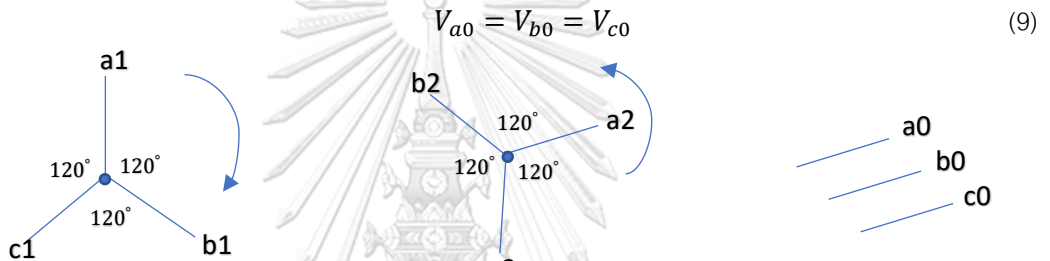 V_{a0} = V_{b0} = V_{c0} (9)
a1
b2
a2
120°
120° 120°
120° 120°
120°
c1
b1
a0
b0
c0